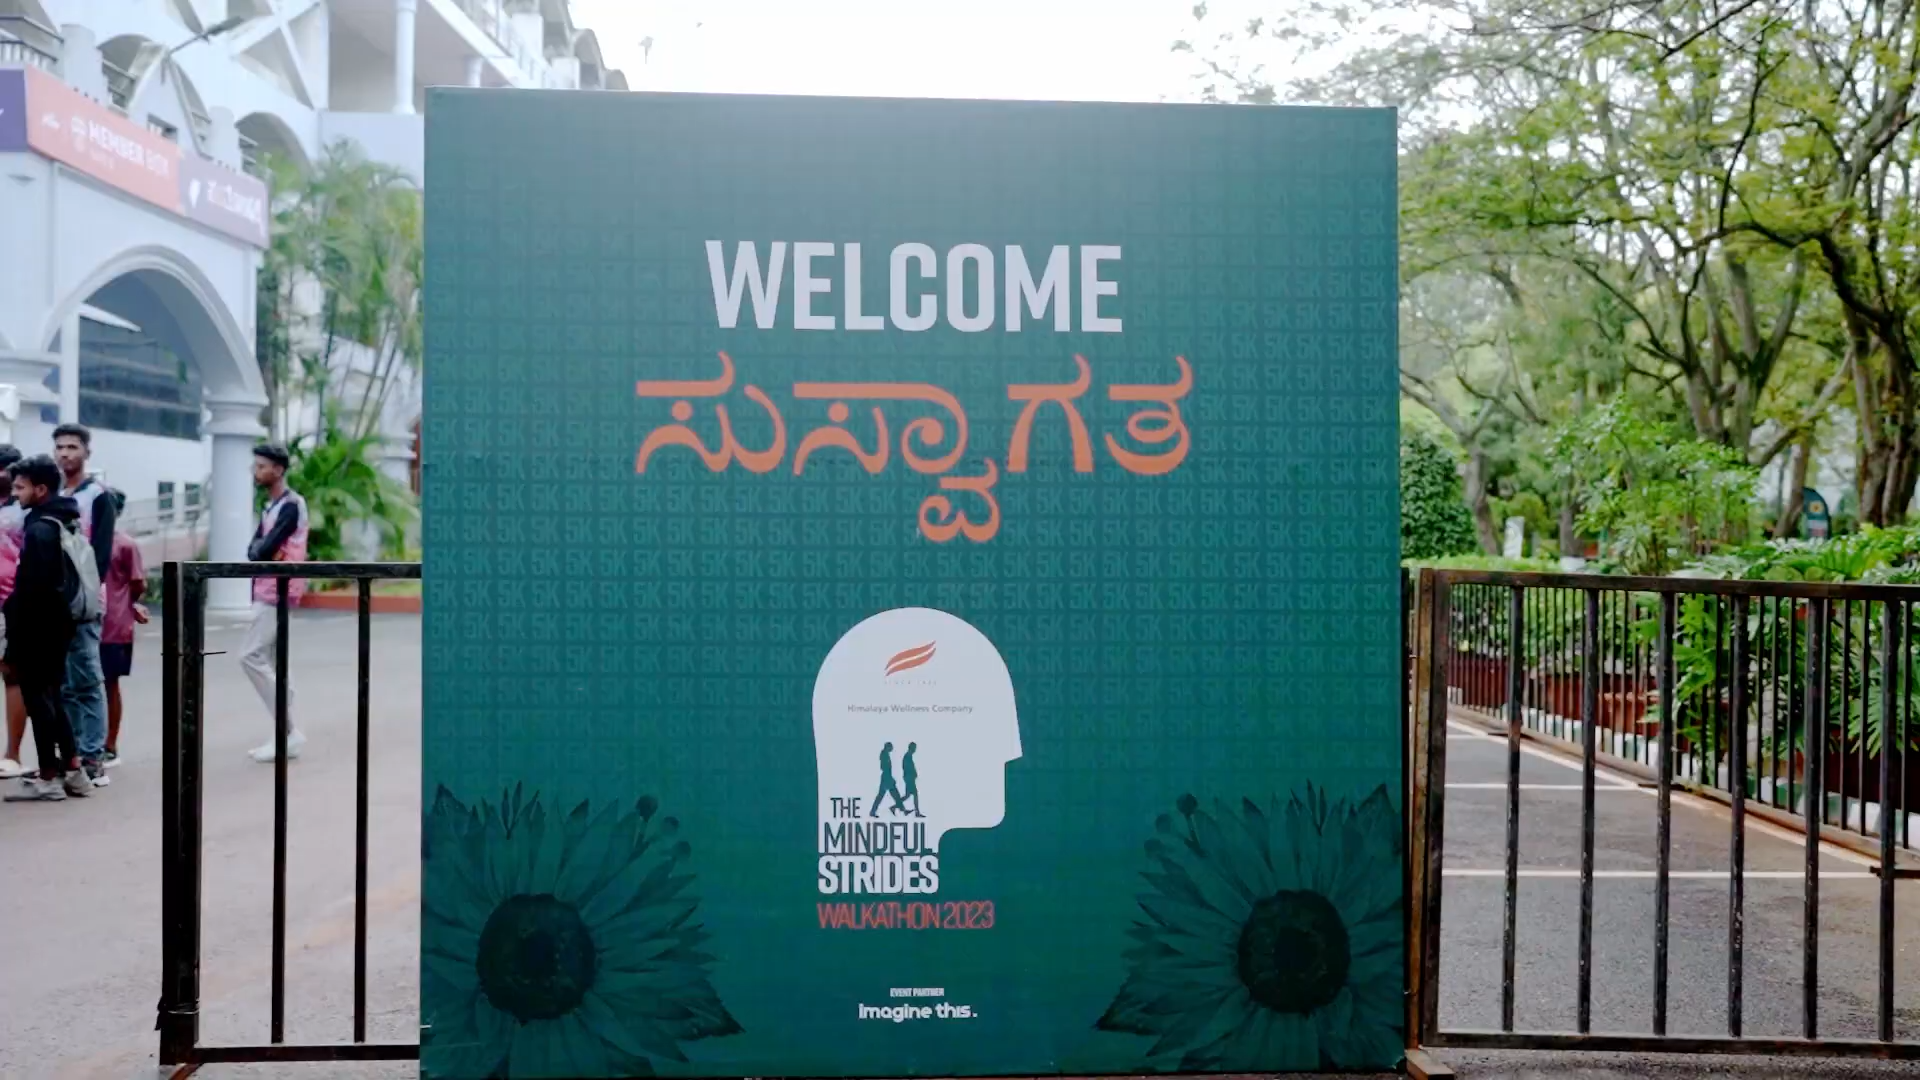 MEMBER BOX
WELCOME
ಸುಸ್ವಾಗತ
Himalaya Wellness Company
THE
MINDFUL
STRIDES
WALKATHON 2023
EVENT PARTNER
imagine this.